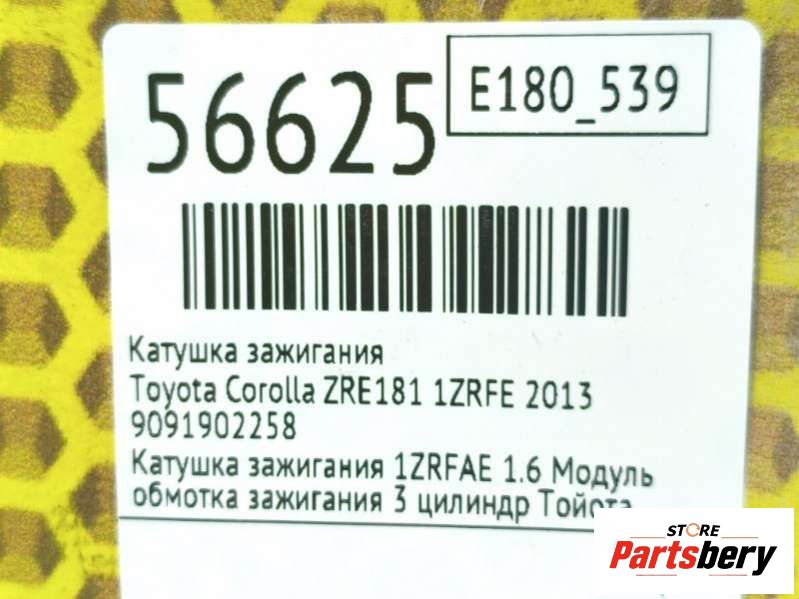 56625
E180_539
Катушка зажигания
Toyota Corolla ZRE181 1ZRFE 2013
9091902258
Катушка зажигания 1ZRFAE 1.6 Модуль
обмотка зажигания 3 цилиндр Тойота
STORE
Partsbery